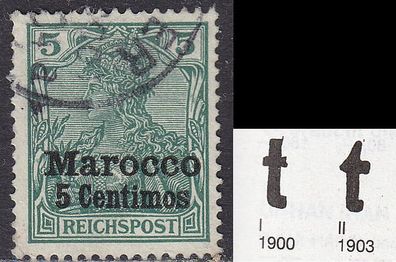 5 5
Marocco
5 Centimos
REICHSPOST
t t
I II
1900 1903